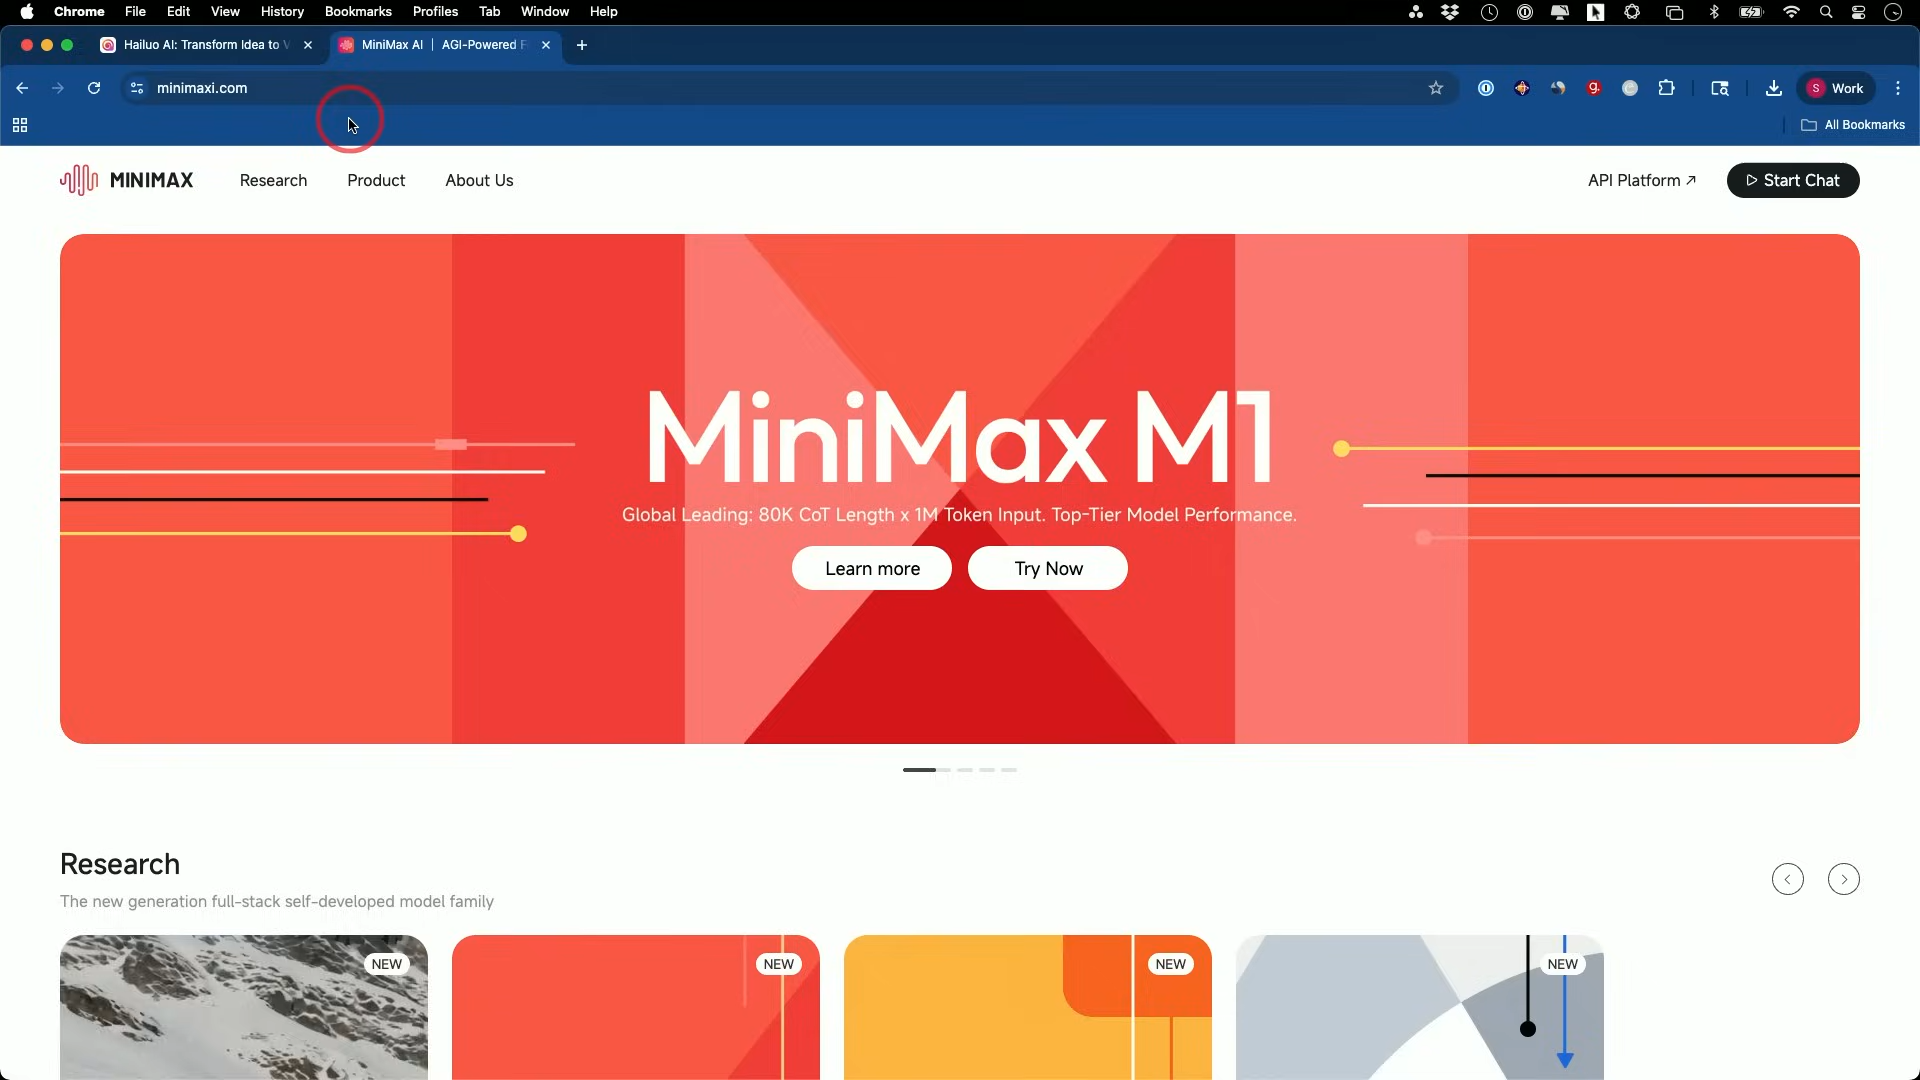 Chrome File Edit View History Bookmarks Profiles Tab Window Help
Hailuo AI: Transform Idea to V
MiniMax AI | AGI-Powered F
minimaxi.com
S Work
All Bookmarks
MINIMAX
Research
Product
About Us
API Platform ↗
Start Chat
MiniMax M1
Global Leading: 80K CoT Length x 1M Token Input. Top-Tier Model Performance.
Learn more
Try Now
Research
The new generation full-stack self-developed model family
NEW
NEW
NEW
NEW